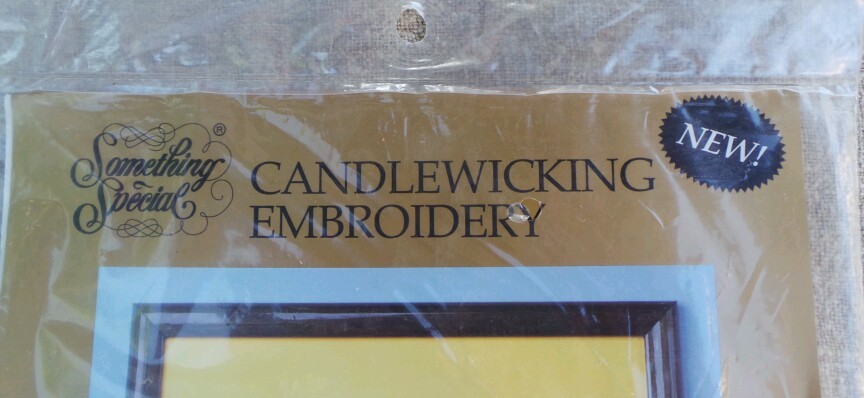 Something®
Special
CANDLEWICKING
EMBROIDERY
NEW!